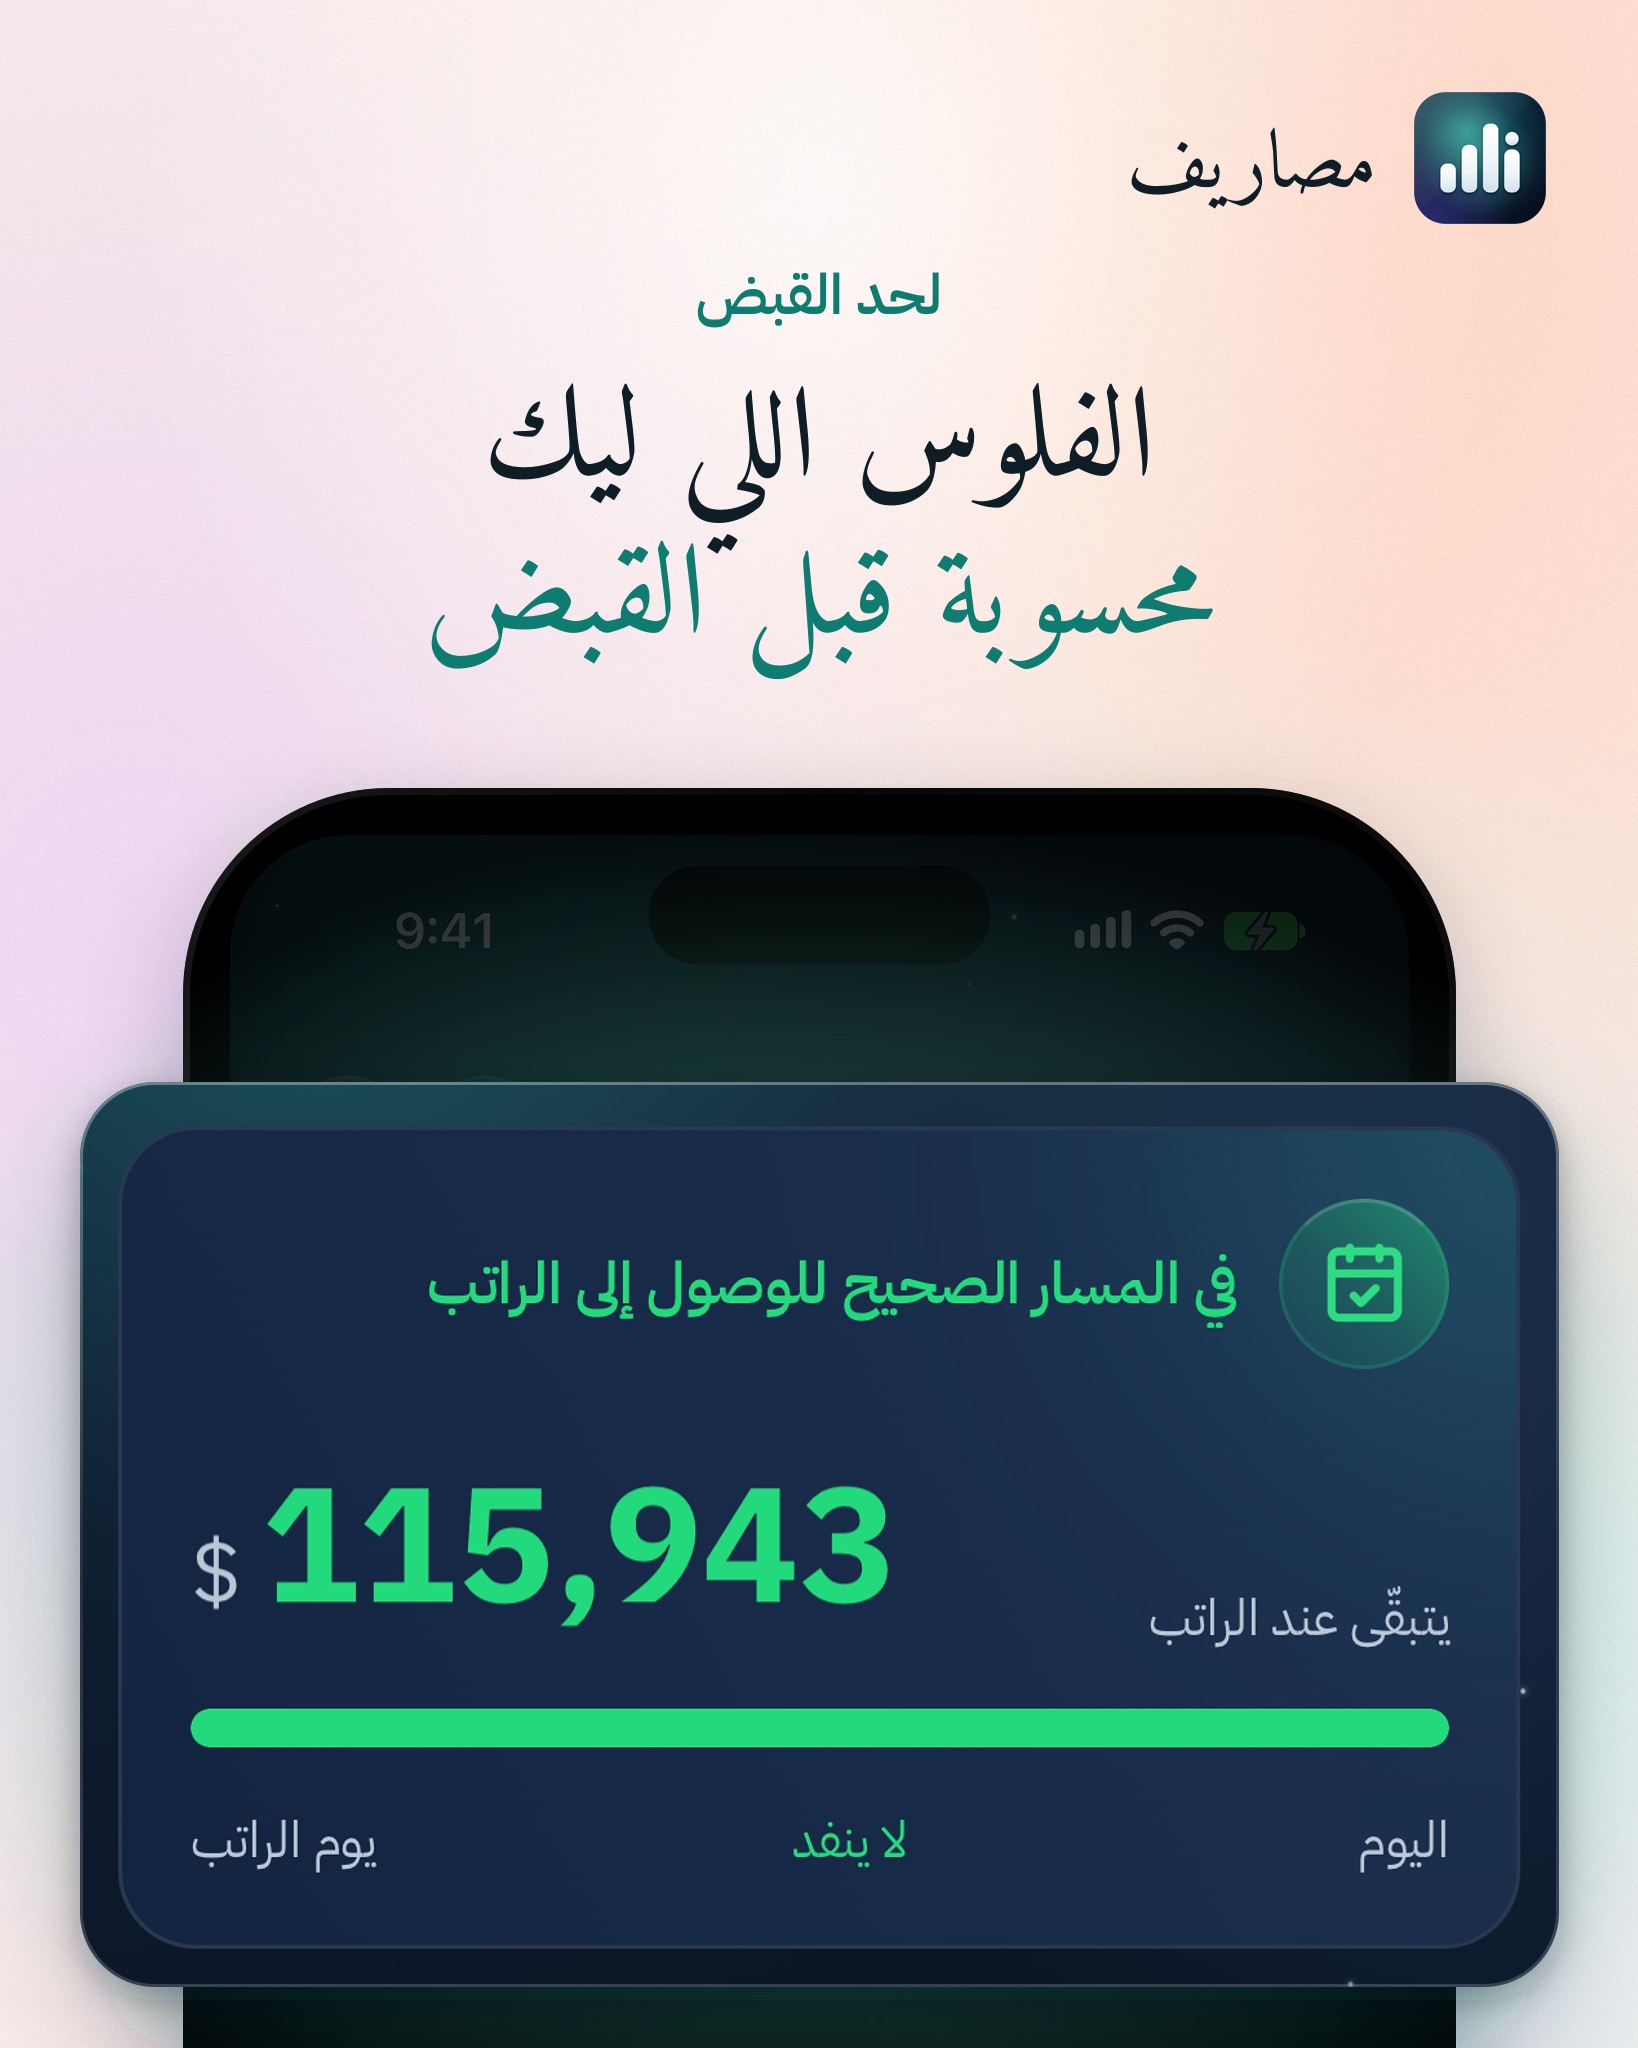 مصاريف
لحد القبض
الفلوس اللي ليك
محسوبة قبل القبض
9:41
في المسار الصحيح للوصول إلى الراتب
يتبقّى عند الراتب
$ 115,943
اليوم
لا ينفد
يوم الراتب